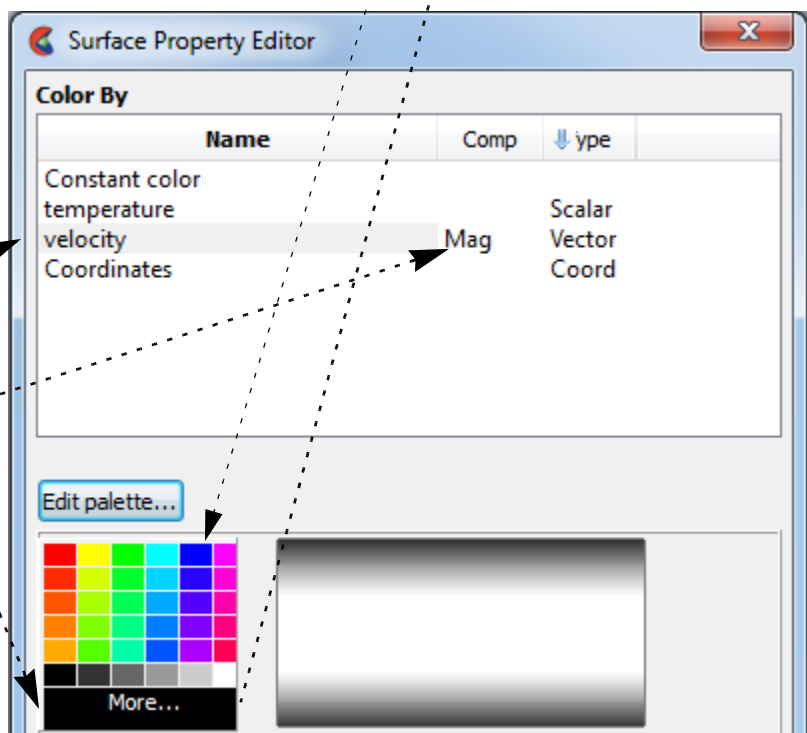 Surface Property Editor
Color By
Name Comp ype
Constant color
temperature Scalar
velocity Mag Vector
Coordinates Coord
Edit palette...
More...